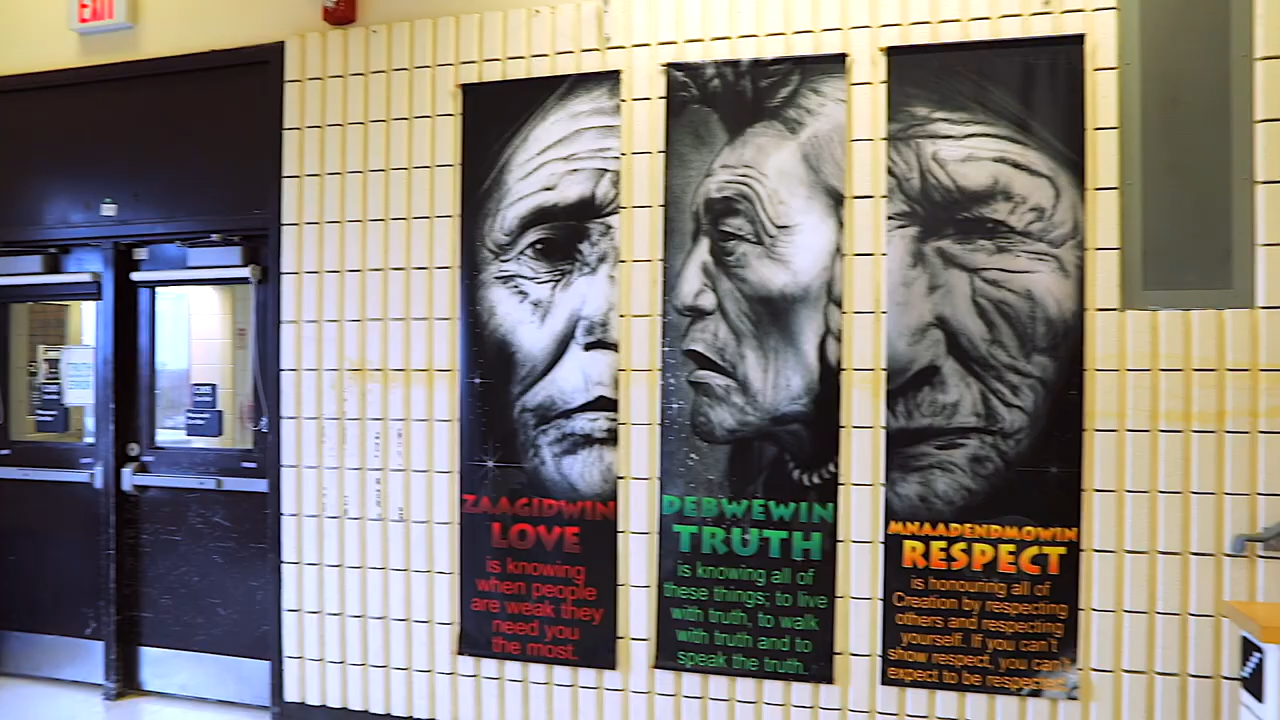 EXIT
ZAAGIDWIN
LOVE
is knowing
when people
are weak they
need you
the most.
DEBWEWIN
TRUTH
is knowing all of
these things; to live
with truth, to walk
with truth and to
speak the truth.
MNAADENDMOWIN
RESPECT
is honouring all of
Creation by respecting
others and respecting
yourself. If you can't
show respect, you can't
expect to be respected.